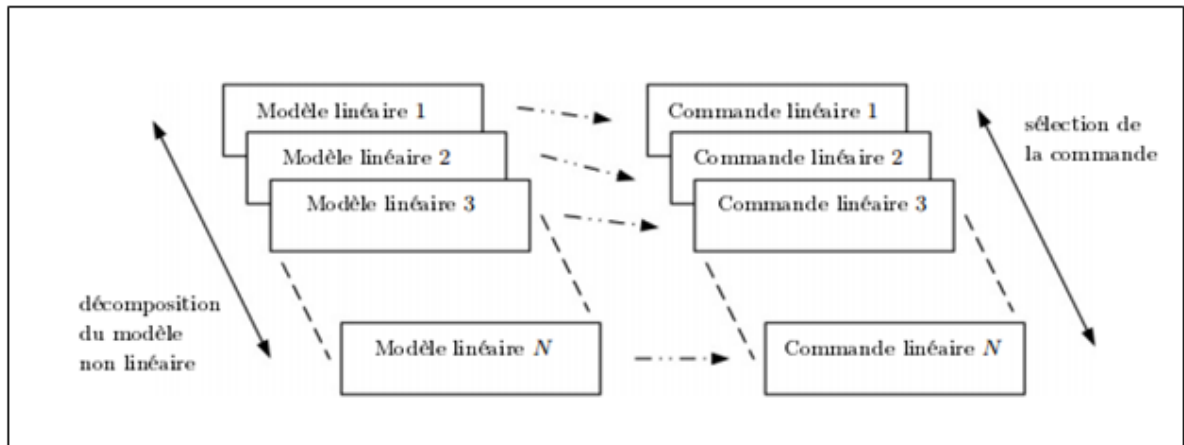 Modèle linéaire 1
Modèle linéaire 2
Modèle linéaire 3
Modèle linéaire N
Commande linéaire 1
Commande linéaire 2
Commande linéaire 3
Commande linéaire N
sélection de
la commande
décomposition
du modèle
non linéaire